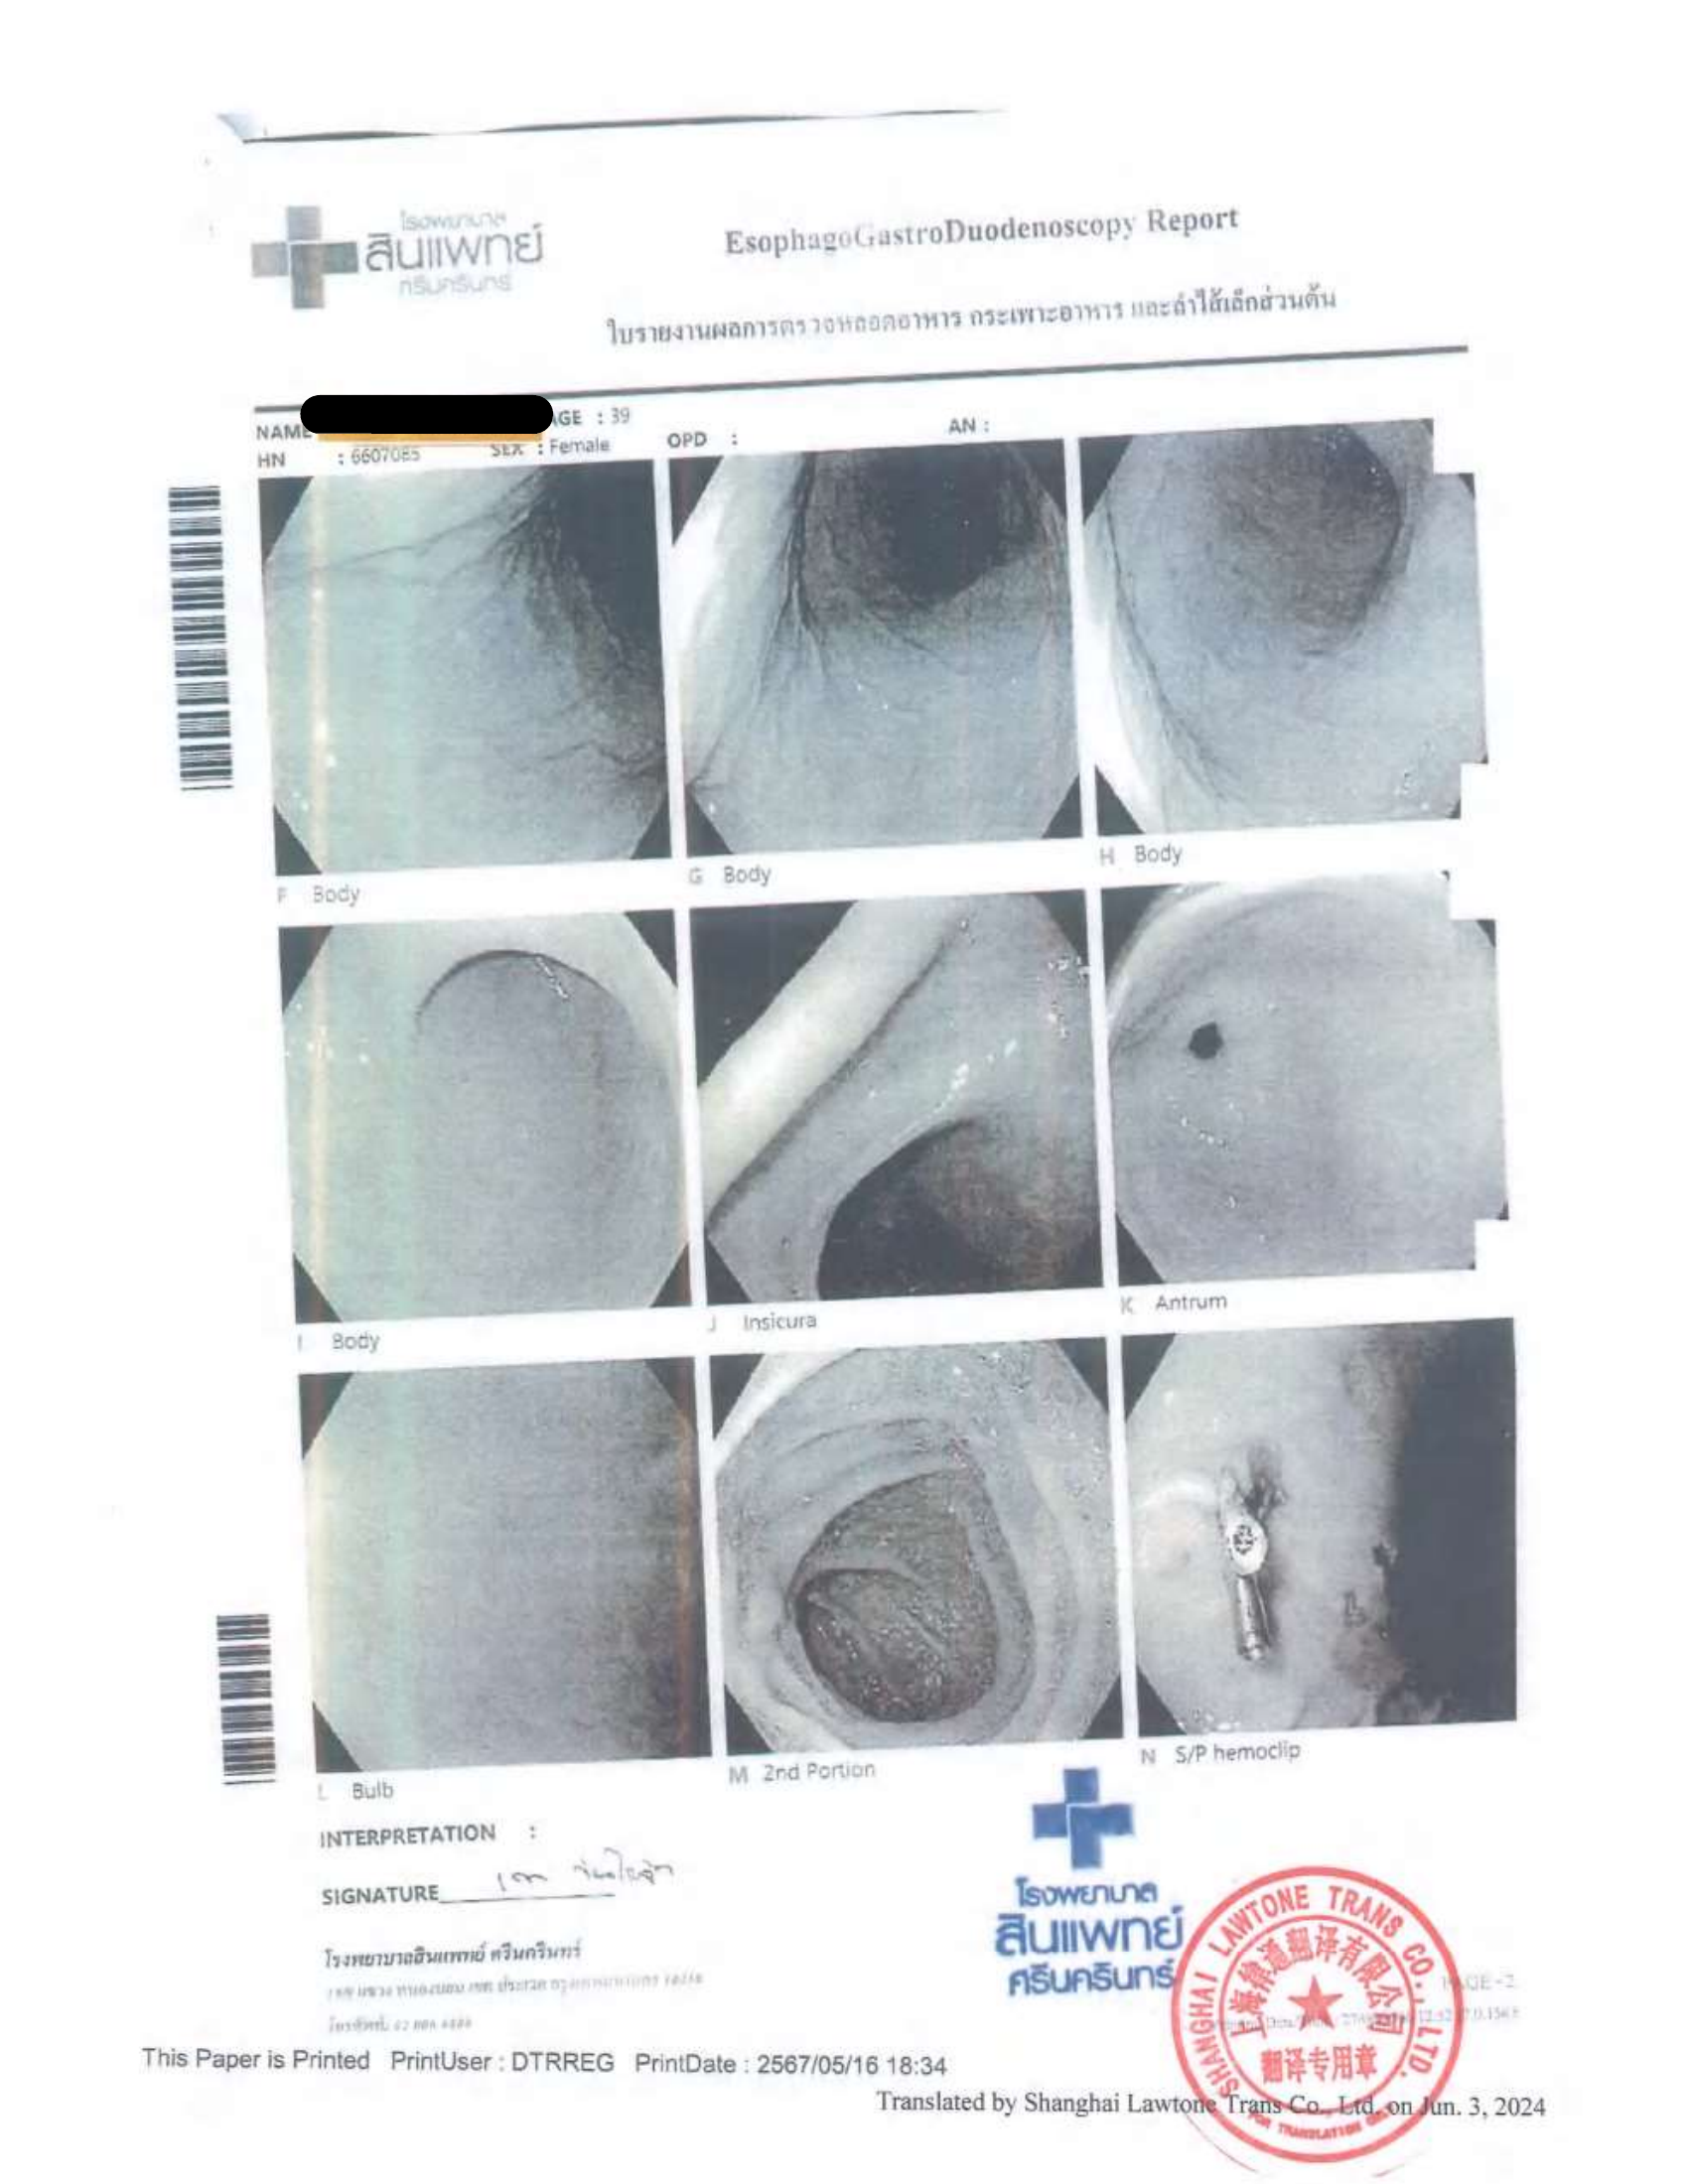 โรงพยาบาล
สินแพทย์
ศรีนครินทร์
EsophagoGastroDuodenoscopy Report
ใบรายงานผลการตรวจหลอดอาหาร กระเพาะอาหาร และลำไส้เล็กส่วนต้น
NAME AGE : 39
HN : 6607085 SEX : Female OPD : AN :
F Body
G Body
H Body
I Body
J Insicura
K Antrum
L Bulb
M 2nd Portion
N S/P hemoclip
INTERPRETATION :
SIGNATURE
โรงพยาบาลสินแพทย์ ศรีนครินทร์
โรงพยาบาล
สินแพทย์
ศรีนครินทร์
SHANGHAI LAWTONE TRANS CO., LTD.
上海律通翻译有限公司
翻译专用章
FOR TRANSLATION
PAGE - 2
This Paper is Printed PrintUser : DTRREG PrintDate : 2567/05/16 18:34
Translated by Shanghai Lawtone Trans Co., Ltd. on Jun. 3, 2024